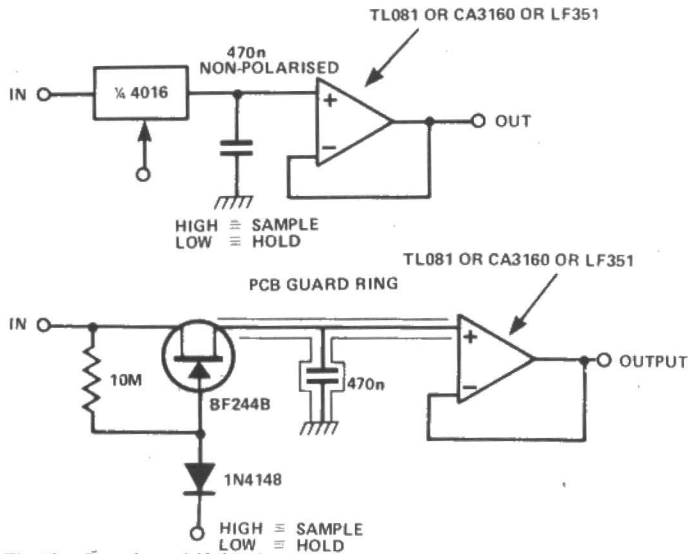 TL081 OR CA3160 OR LF351
470n
NON-POLARISED
IN
¼ 4016
+
−
OUT
HIGH ≡ SAMPLE
LOW ≡ HOLD
TL081 OR CA3160 OR LF351
PCB GUARD RING
IN
+
−
OUTPUT
10M
470n
BF244B
1N4148
HIGH ≡ SAMPLE
LOW ≡ HOLD